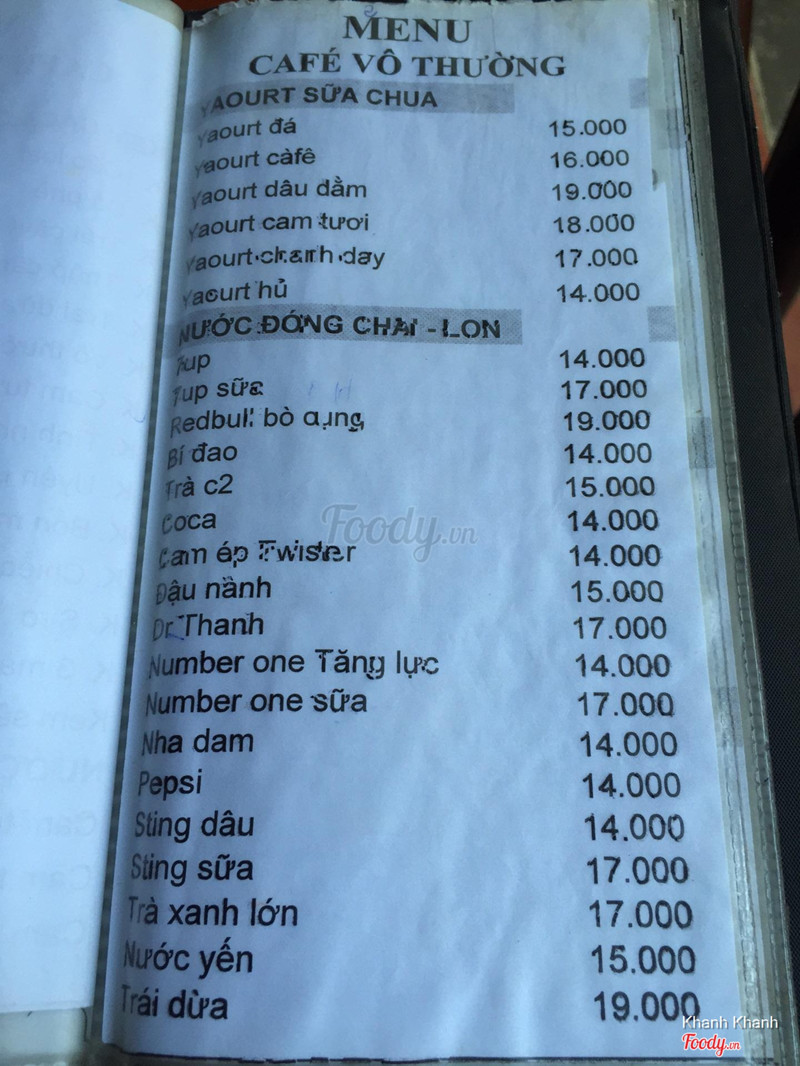 MENU
CAFÉ VÔ THƯỜNG
YAOURT SỮA CHUA
Yaourt đá 15.000
Yaourt càfê 16.000
Yaourt dâu dằm 19.000
Yaourt cam tươi 18.000
Yaourt chanh day 17.000
Yaourt hủ 14.000
NƯỚC ĐÓNG CHAI - LON
7up 14.000
7up sữa 17.000
Redbull bò dụng 19.000
Bí đao 14.000
Trà c2 15.000
Coca 14.000
Cam ép Twister 14.000
Đậu nành 15.000
Dr Thanh 17.000
Number one Tăng lực 14.000
Number one sữa 17.000
Nha dam 14.000
Pepsi 14.000
Sting dâu 14.000
Sting sữa 17.000
Trà xanh lớn 17.000
Nước yến 15.000
Trái dừa 19.000
Foody.vn
Khanh Khanh
Foody.vn